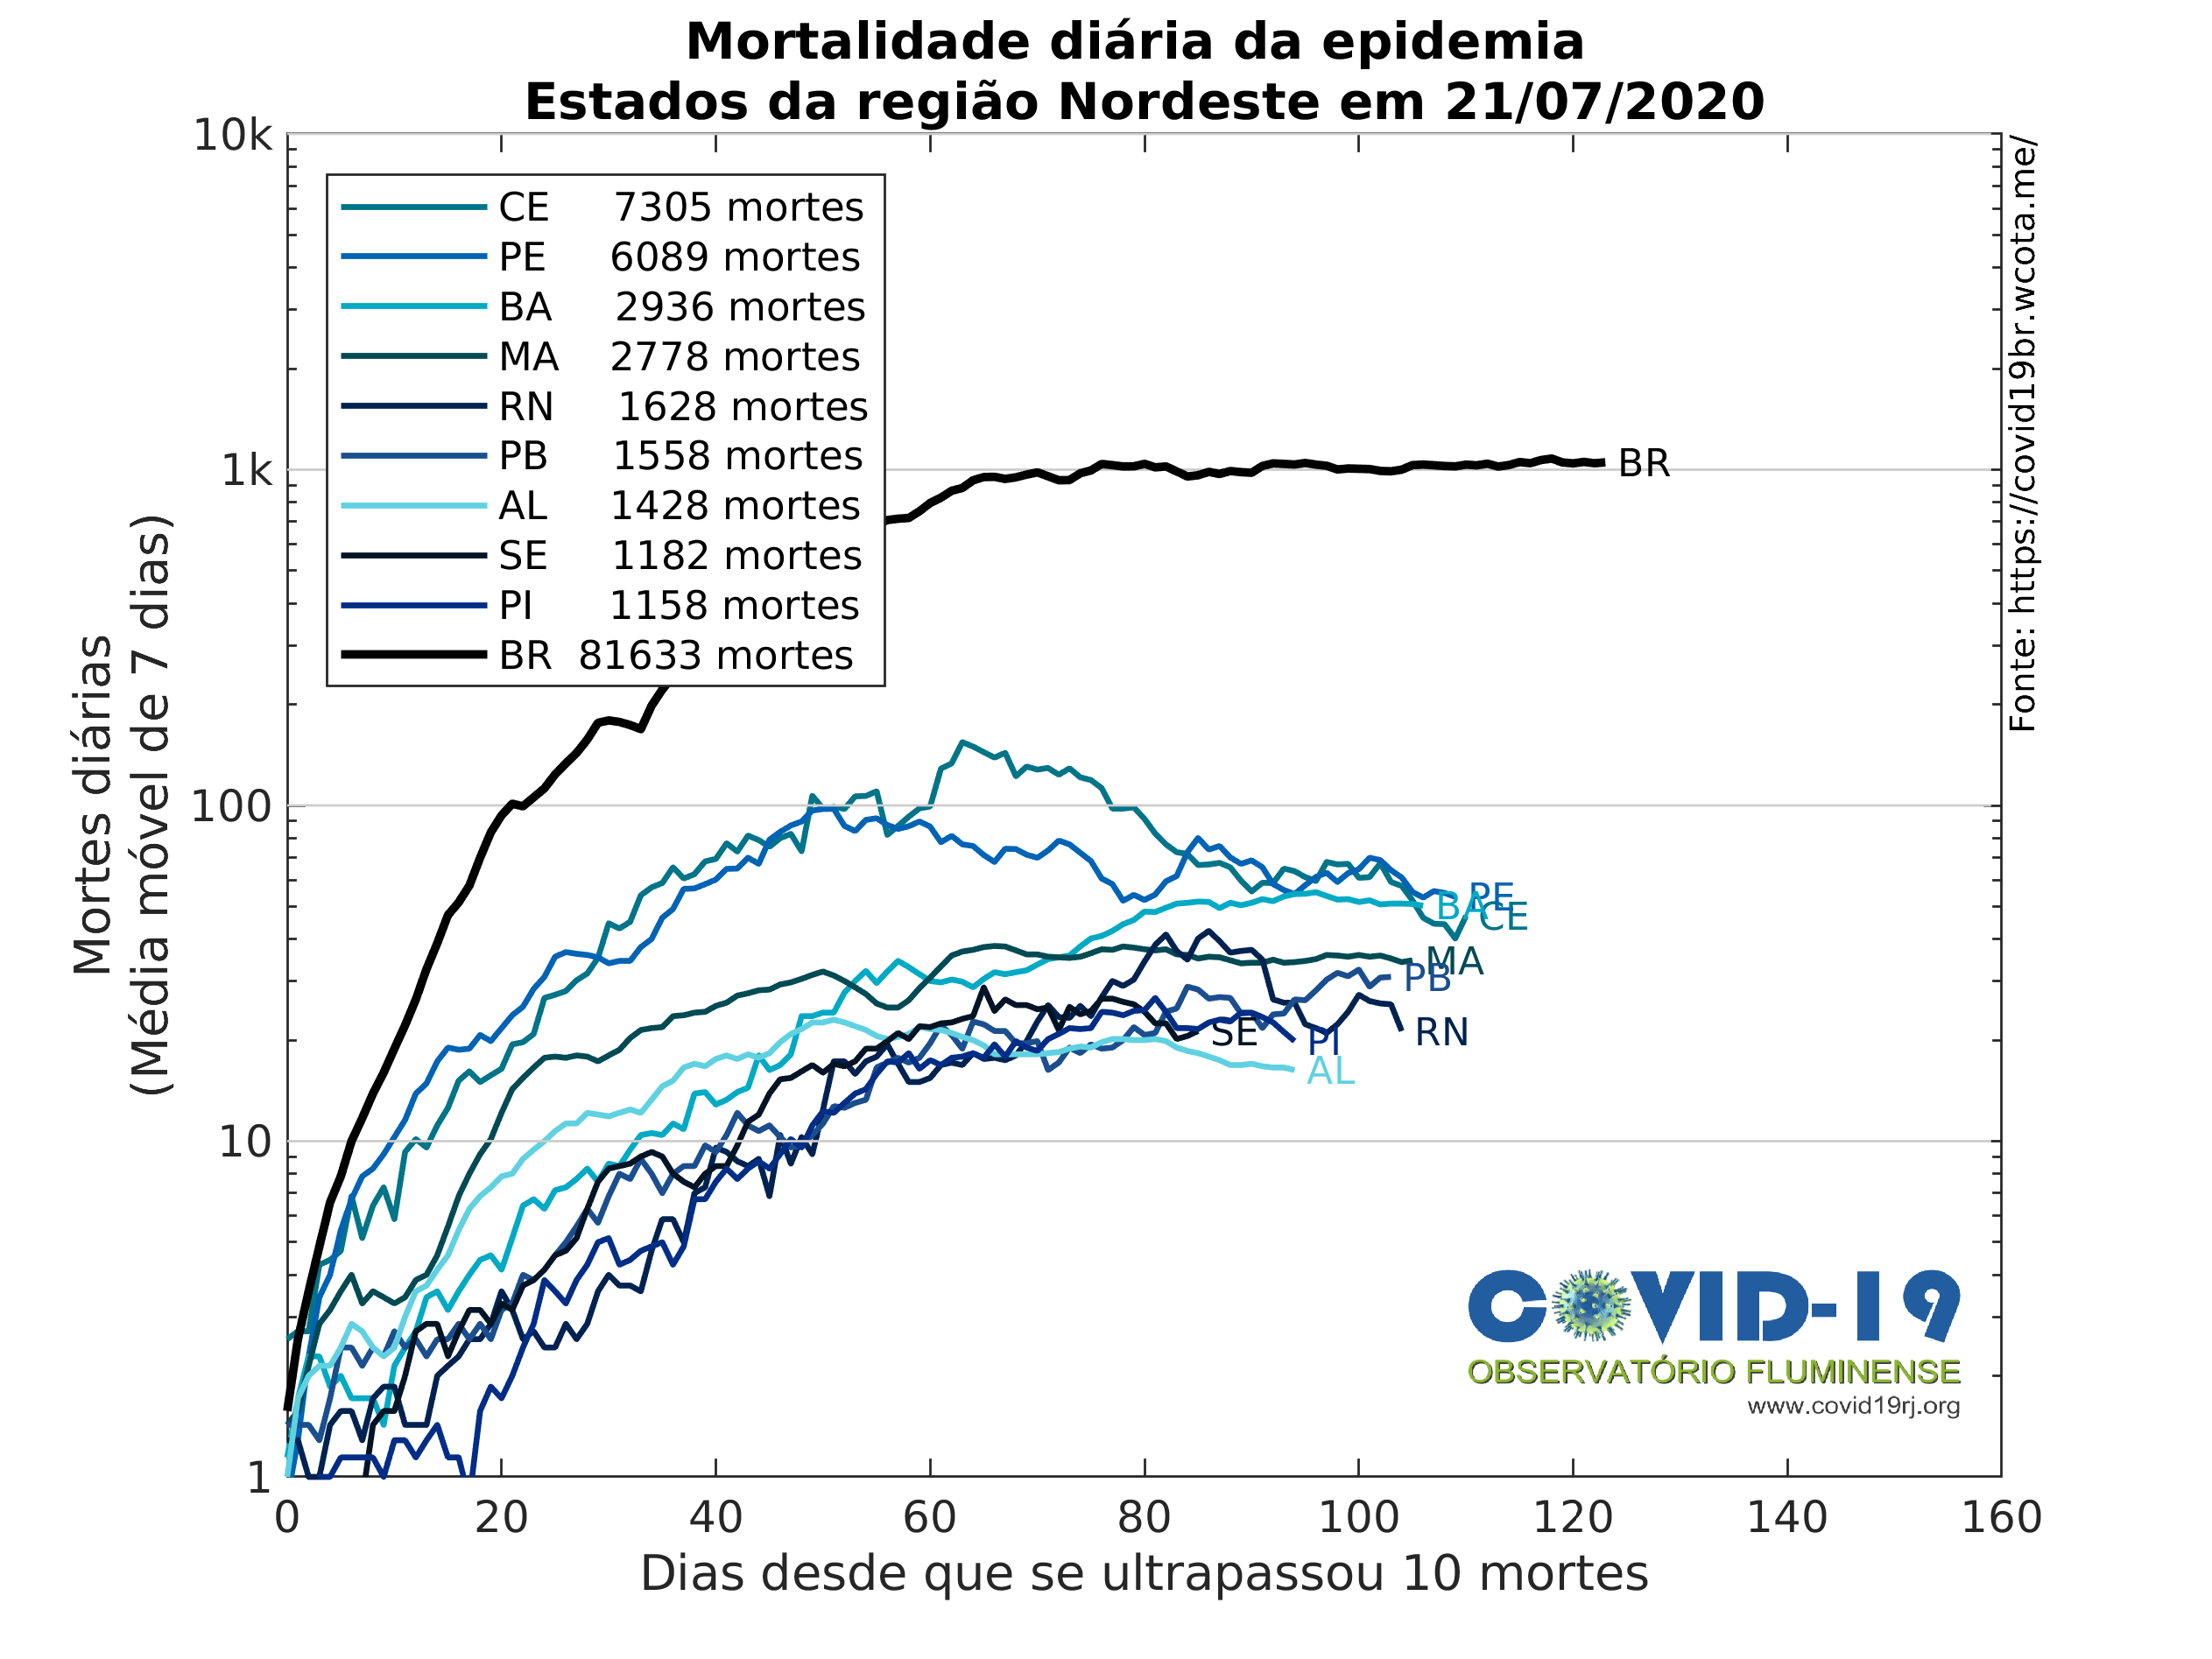 Mortalidade diária da epidemia
Estados da região Nordeste em 21/07/2020
10k
1k
100
10
1
Mortes diárias
(Média móvel de 7 dias)
CE 7305 mortes
PE 6089 mortes
BA 2936 mortes
MA 2778 mortes
RN 1628 mortes
PB 1558 mortes
AL 1428 mortes
SE 1182 mortes
PI 1158 mortes
BR 81633 mortes
BR
PE
BA
CE
MA
PB
SE
PI
RN
AL
Fonte: https://covid19br.wcota.me/
COVID-19
OBSERVATÓRIO FLUMINENSE
www.covid19rj.org
0 20 40 60 80 100 120 140 160
Dias desde que se ultrapassou 10 mortes